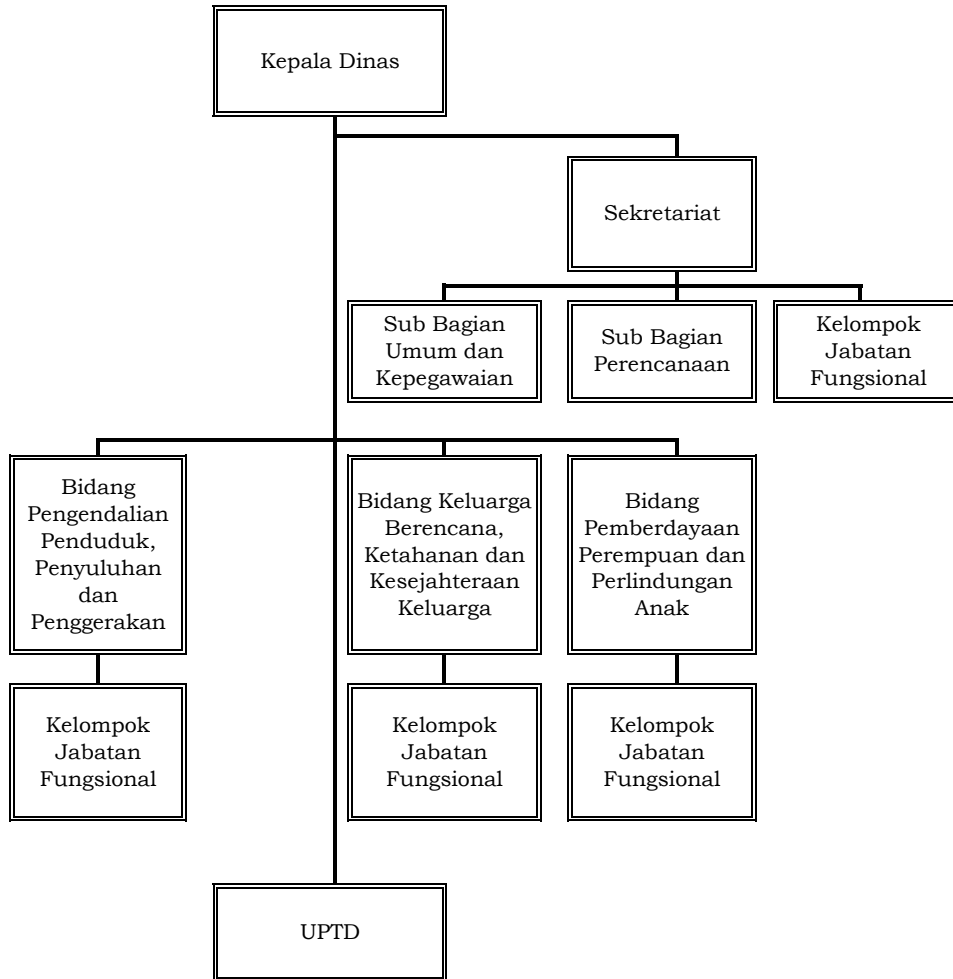 Kepala Dinas
Sekretariat
Sub Bagian
Umum dan
Kepegawaian
Sub Bagian
Perencanaan
Kelompok
Jabatan
Fungsional
Bidang
Pengendalian
Penduduk,
Penyuluhan
dan
Penggerakan
Bidang Keluarga
Berencana,
Ketahanan dan
Kesejahteraan
Keluarga
Bidang
Pemberdayaan
Perempuan dan
Perlindungan
Anak
Kelompok
Jabatan
Fungsional
Kelompok
Jabatan
Fungsional
Kelompok
Jabatan
Fungsional
UPTD